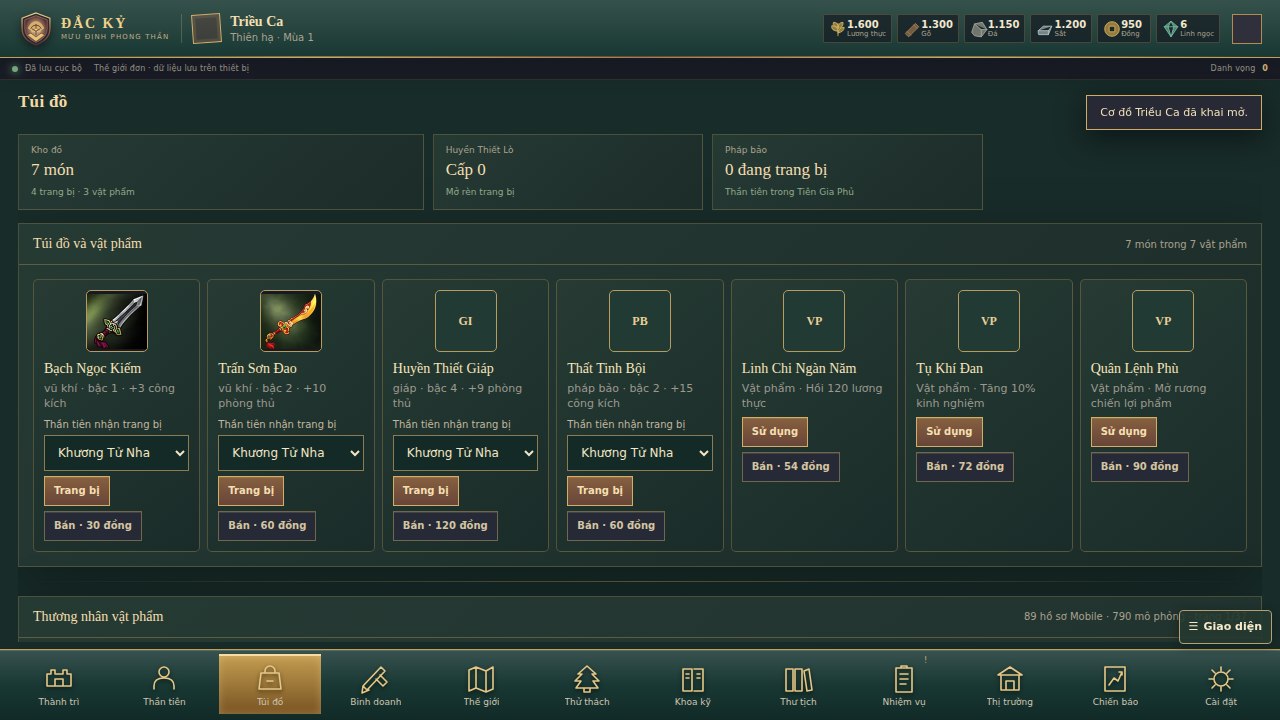 ĐẮC KỶ
MƯU ĐỊNH PHONG THẦN
Triều Ca
Thiên hạ · Mùa 1
1.600
Lương thực
1.300
Gỗ
1.150
Đá
1.200
Sắt
950
Đồng
6
Linh ngọc
Đã lưu cục bộ
Thế giới đơn · dữ liệu lưu trên thiết bị
Danh vọng 0
Túi đồ
Cơ đồ Triều Ca đã khai mở.
Kho đồ
7 món
4 trang bị · 3 vật phẩm
Huyền Thiết Lò
Cấp 0
Mở rèn trang bị
Pháp bảo
0 đang trang bị
Thần tiên trong Tiên Gia Phủ
Túi đồ và vật phẩm
7 món trong 7 vật phẩm
Bạch Ngọc Kiếm
vũ khí · bậc 1 · +3 công
kích
Thần tiên nhận trang bị
Khương Tử Nha
Trang bị
Bán · 30 đồng
Trấn Sơn Đao
vũ khí · bậc 2 · +10
phòng thủ
Thần tiên nhận trang bị
Khương Tử Nha
Trang bị
Bán · 60 đồng
GI
Huyền Thiết Giáp
giáp · bậc 4 · +9 phòng
thủ
Thần tiên nhận trang bị
Khương Tử Nha
Trang bị
Bán · 120 đồng
PB
Thất Tinh Bội
pháp bảo · bậc 2 · +15
công kích
Thần tiên nhận trang bị
Khương Tử Nha
Trang bị
Bán · 60 đồng
VP
Linh Chi Ngàn Năm
Vật phẩm · Hồi 120 lương
thực
Sử dụng
Bán · 54 đồng
VP
Tụ Khí Đan
Vật phẩm · Tăng 10%
kinh nghiệm
Sử dụng
Bán · 72 đồng
VP
Quân Lệnh Phù
Vật phẩm · Mở rương
chiến lợi phẩm
Sử dụng
Bán · 90 đồng
Thương nhân vật phẩm
89 hồ sơ Mobile · 790 mô phỏng
☰ Giao diện
Thành trì
Thần tiên
Túi đồ
Binh doanh
Thế giới
Thử thách
Khoa kỹ
Thư tịch
!
Nhiệm vụ
Thị trường
Chiến báo
Cài đặt